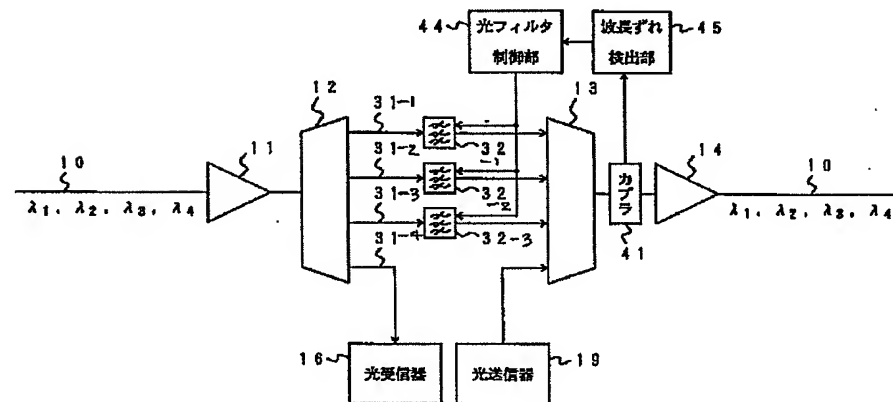 44
光フィルタ
制御部
波長ずれ
検出部
45
12
31-1
13
11
31-2
32
-1
14
10
31-3
32
-2
カプラ
10
λ1, λ2, λ3, λ4
31-4
32-3
41
λ1, λ2, λ3, λ4
16
光受信器
光送信器
19